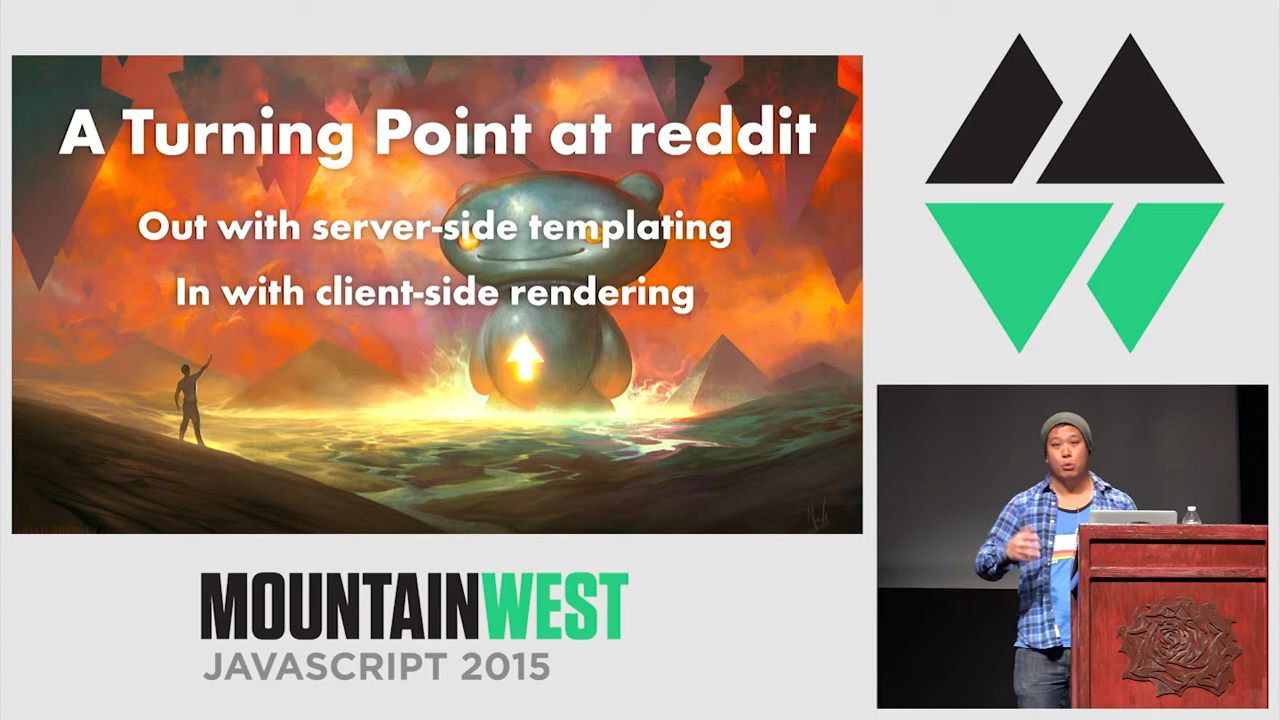 A Turning Point at reddit
Out with server-side templating
In with client-side rendering
MOUNTAINWEST
JAVASCRIPT 2015